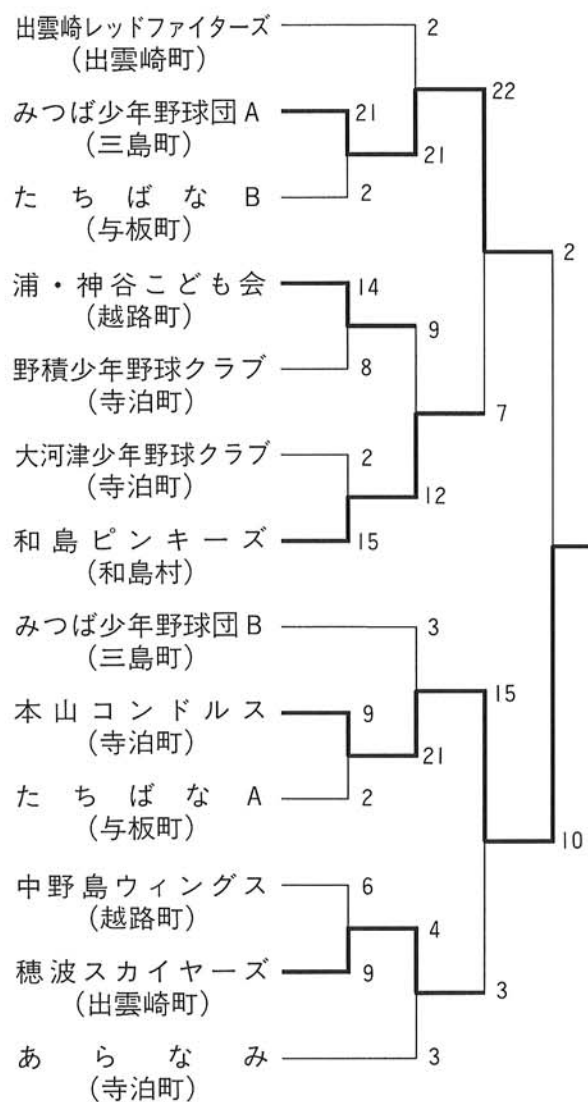 出雲崎レッドファイターズ 2
(出雲崎町)
22
みつば少年野球団A 21
(三島町)
21
たちばなB 2
(与板町)
2
浦・神谷こども会 14
(越路町)
9
野積少年野球クラブ 8
(寺泊町)
7
大河津少年野球クラブ 2
(寺泊町)
12
和島ピンキーズ 15
(和島村)
みつば少年野球団B 3
(三島町)
15
本山コンドルス 9
(寺泊町)
21
たちばなA 2
(与板町)
10
中野島ウィングス 6
(越路町)
4
穂波スカイヤーズ 9
(出雲崎町)
3
あらなみ 3
(寺泊町)